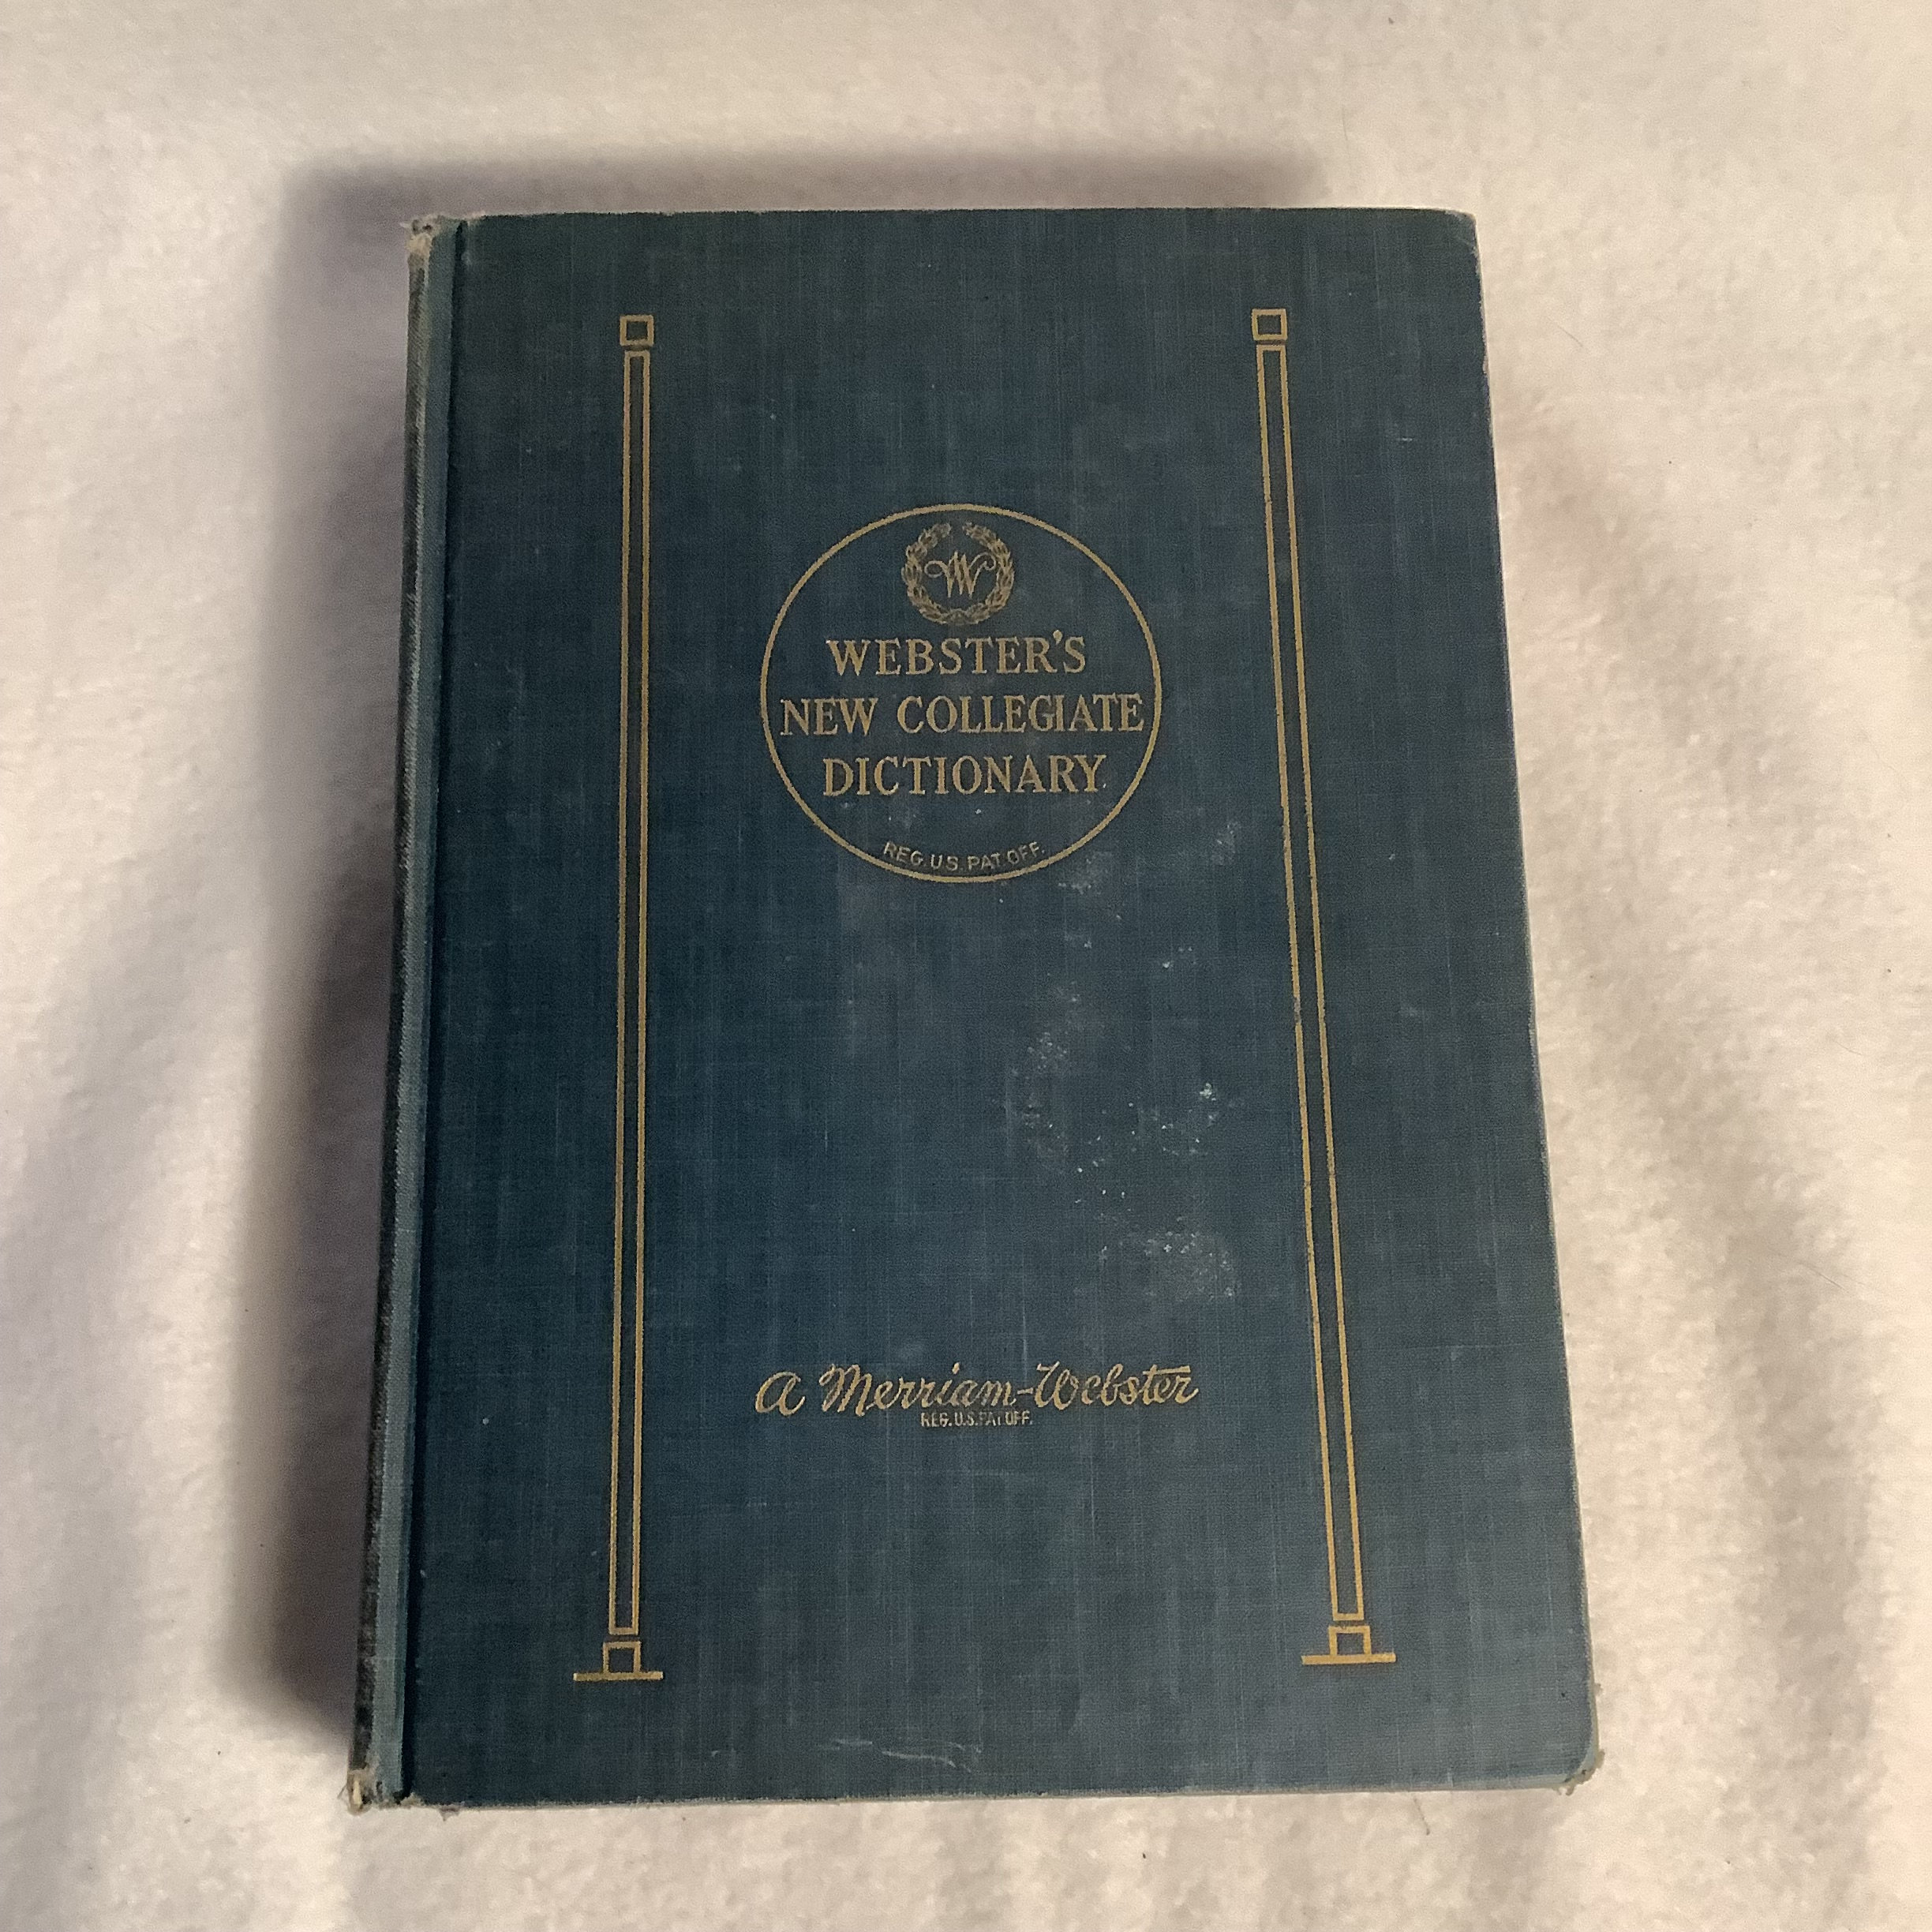 W
WEBSTER'S
NEW COLLEGIATE
DICTIONARY
REG. U.S. PAT. OFF.
a Merriam-Webster
REG. U.S. PAT. OFF.